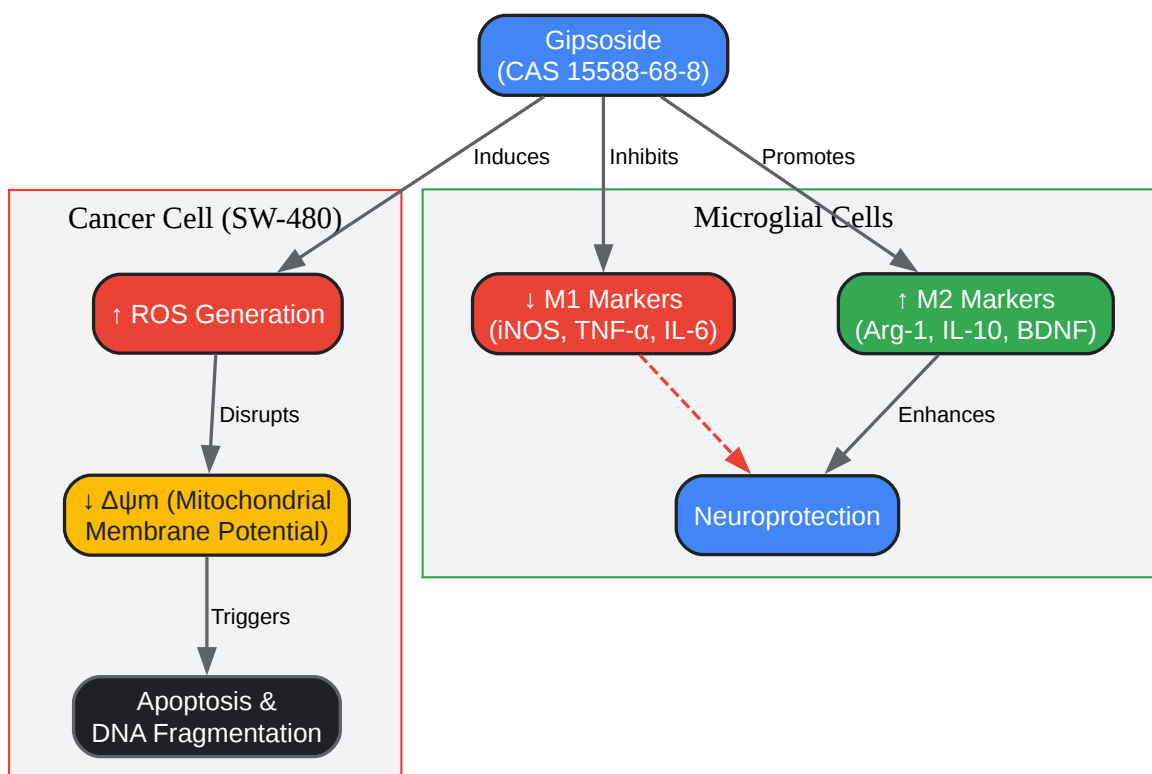 Gipsoside
(CAS 15588-68-8)
Induces
Inhibits
Promotes
Cancer Cell (SW-480)
Microglial Cells
↑ ROS Generation
↓ M1 Markers
(iNOS, TNF-α, IL-6)
↑ M2 Markers
(Arg-1, IL-10, BDNF)
Disrupts
Enhances
↓ Δψm (Mitochondrial
Membrane Potential)
Neuroprotection
Triggers
Apoptosis &
DNA Fragmentation